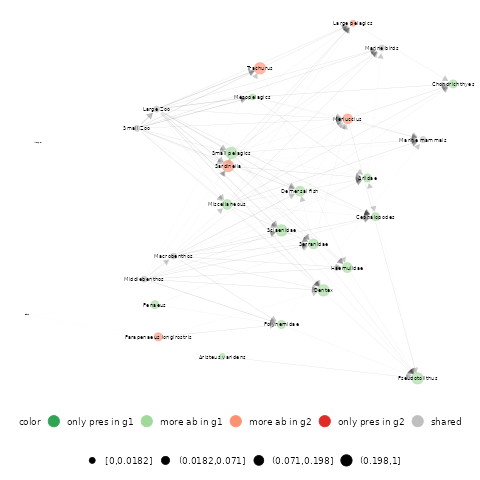 Large pelagics
Marine birds
Trachurus
Chondrichthyes
Mesopelagics
Large Zoo
Merluccius
Small Zoo
Marine mammals
Small pelagics
Sardinella
Ariidae
Demersal fish
Miscellaneous
Cephalopodes
Sciaenidae
Serranidae
Macrobenthos
Haemulidae
Middlebenthos
Dentex
Penaeus
Polynemidae
Parapenaeus longirostris
Aristeus varidens
Pseudotolithus
color only pres in g1 more ab in g1 more ab in g2 only pres in g2 shared
[0,0.0182] (0.0182,0.071] (0.071,0.198] (0.198,1]